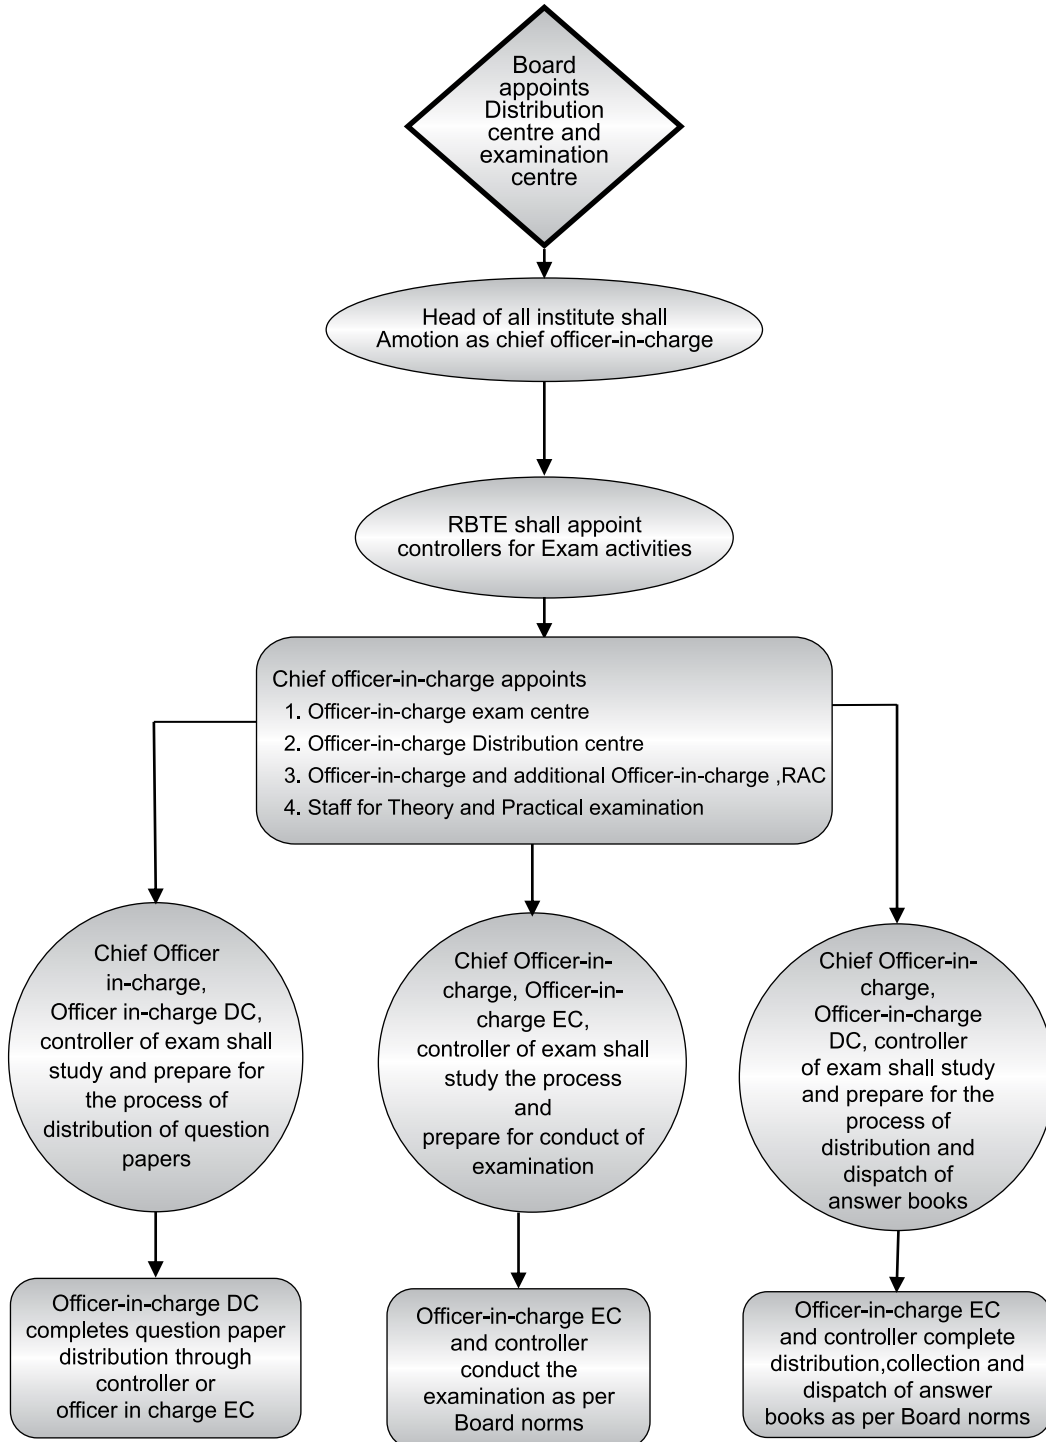 Board
appoints
Distribution
centre and
examination
centre
Head of all institute shall
Amotion as chief officer-in-charge
RBTE shall appoint
controllers for Exam activities
Chief officer-in-charge appoints
1. Officer-in-charge exam centre
2. Officer-in-charge Distribution centre
3. Officer-in-charge and additional Officer-in-charge ,RAC
4. Staff for Theory and Practical examination
Chief Officer
in-charge,
Officer in-charge DC,
controller of exam shall
study and prepare for
the process of
distribution of question
papers
Chief Officer-in-
charge, Officer-in-
charge EC,
controller of exam shall
study the process
and
prepare for conduct of
examination
Chief Officer-in-
charge,
Officer-in-charge
DC, controller
of exam shall study
and prepare for the
process of
distribution and
dispatch of
answer books
Officer-in-charge DC
completes question paper
distribution through
controller or
officer in charge EC
Officer-in-charge EC
and controller
conduct the
examination as per
Board norms
Officer-in-charge EC
and controller complete
distribution,collection and
dispatch of answer
books as per Board norms